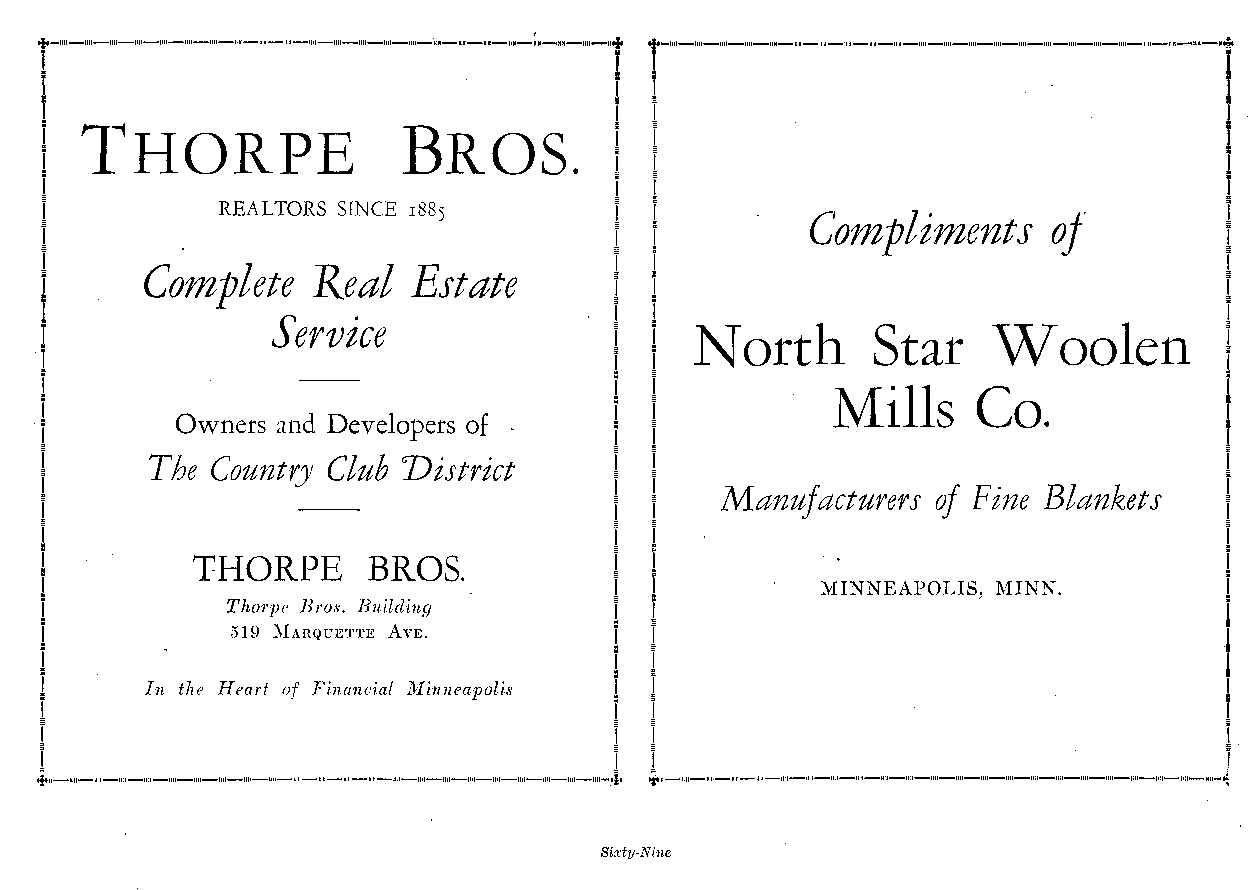 THORPE BROS.
REALTORS SINCE 1885
Complete Real Estate
Service
Owners and Developers of
The Country Club District
THORPE BROS.
Thorpe Bros. Building
519 MARQUETTE AVE.
In the Heart of Financial Minneapolis
Compliments of
North Star Woolen
Mills Co.
Manufacturers of Fine Blankets
MINNEAPOLIS, MINN.
Sixty-Nine